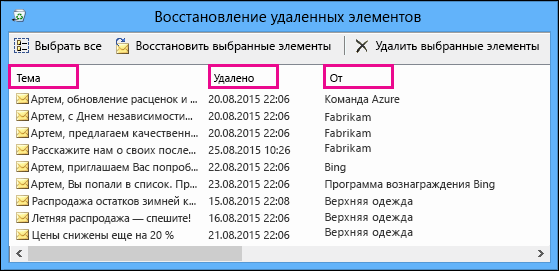 Восстановление удаленных элементов
Выбрать все Восстановить выбранные элементы Удалить выбранные элементы
Тема Удалено От
Артем, обновление расценок и ... 20.08.2015 22:06 Команда Azure
Артем, с Днем независимости... 20.08.2015 22:06 Fabrikam
Артем, предлагаем качественн... 20.08.2015 22:06 Fabrikam
Расскажите нам о своих после... 25.08.2015 10:26 Fabrikam
Артем, приглашаем Вас попроб... 22.08.2015 22:06 Bing
Артем, Вы попали в список. Пр... 23.08.2015 22:06 Программа вознаграждения Bing
Распродажа остатков зимней к... 15.08.2015 22:08 Верхняя одежда
Летняя распродажа — спешите! 16.08.2015 22:06 Верхняя одежда
Цены снижены еще на 20 % 21.08.2015 22:06 Верхняя одежда